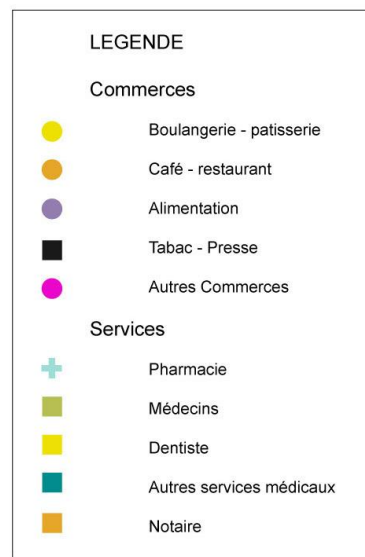 LEGENDE
Commerces
Boulangerie - patisserie
Café - restaurant
Alimentation
Tabac - Presse
Autres Commerces
Services
Pharmacie
Médecins
Dentiste
Autres services médicaux
Notaire